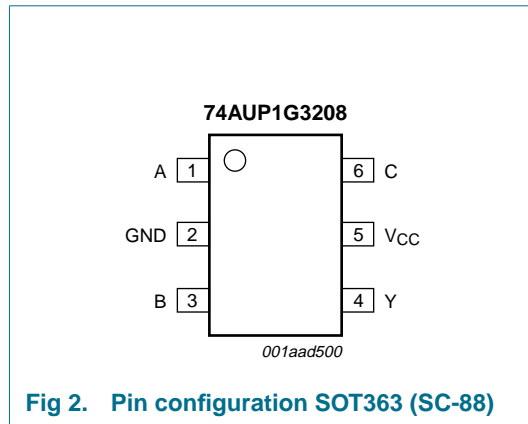 74AUP1G3208
A 1 6 C
GND 2 5 VCC
B 3 4 Y
001aad500
Fig 2. Pin configuration SOT363 (SC-88)